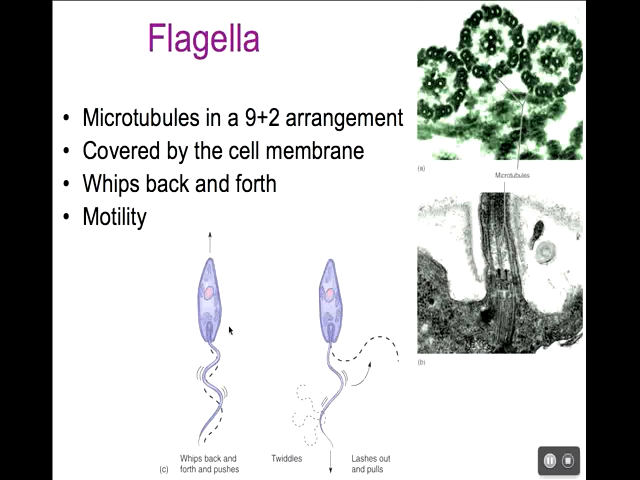 Flagella
• Microtubules in a 9+2 arrangement
• Covered by the cell membrane
• Whips back and forth
• Motility
(a)
Microtubules
(b)
(c)
Whips back and
forth and pushes
Twiddles
Lashes out
and pulls